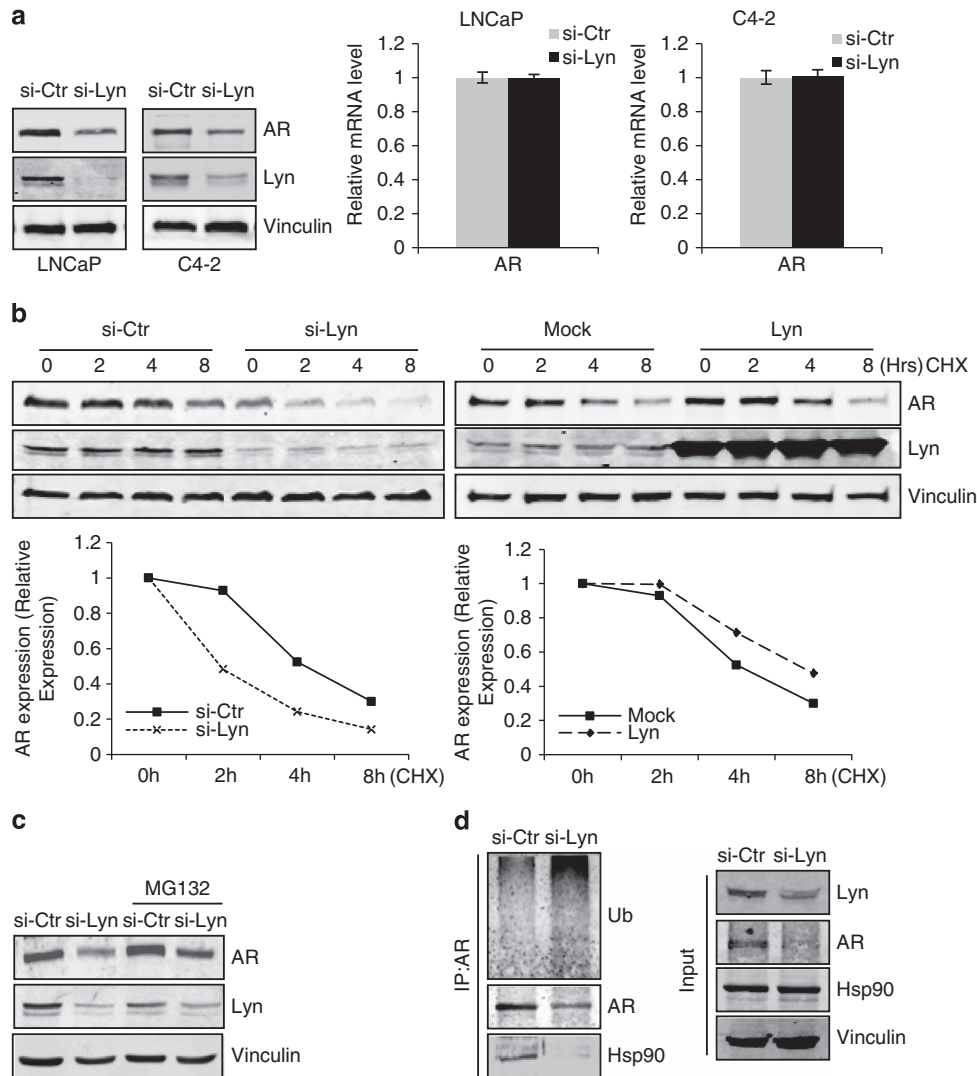 a
si-Ctr si-Lyn
si-Ctr si-Lyn
AR
Lyn
Vinculin
LNCaP
C4-2
LNCaP
si-Ctr
si-Lyn
Relative mRNA level
1.2
1
0.8
0.6
0.4
0.2
0
AR
C4-2
si-Ctr
si-Lyn
Relative mRNA level
1.2
1
0.8
0.6
0.4
0.2
0
AR
b
si-Ctr si-Lyn Mock Lyn
0 2 4 8 0 2 4 8 0 2 4 8 0 2 4 8 (Hrs) CHX
AR
Lyn
Vinculin
AR expression (Relative
Expression)
1.2
1
0.8
0.6
0.4
0.2
0
si-Ctr
si-Lyn
0h 2h 4h 8h (CHX)
AR expression (Relative
Expression)
1.2
1
0.8
0.6
0.4
0.2
0
Mock
Lyn
0h 2h 4h 8h (CHX)
c
MG132
si-Ctr si-Lyn si-Ctr si-Lyn
AR
Lyn
Vinculin
d
si-Ctr si-Lyn
IP:AR
Ub
AR
Hsp90
si-Ctr si-Lyn
Input
Lyn
AR
Hsp90
Vinculin